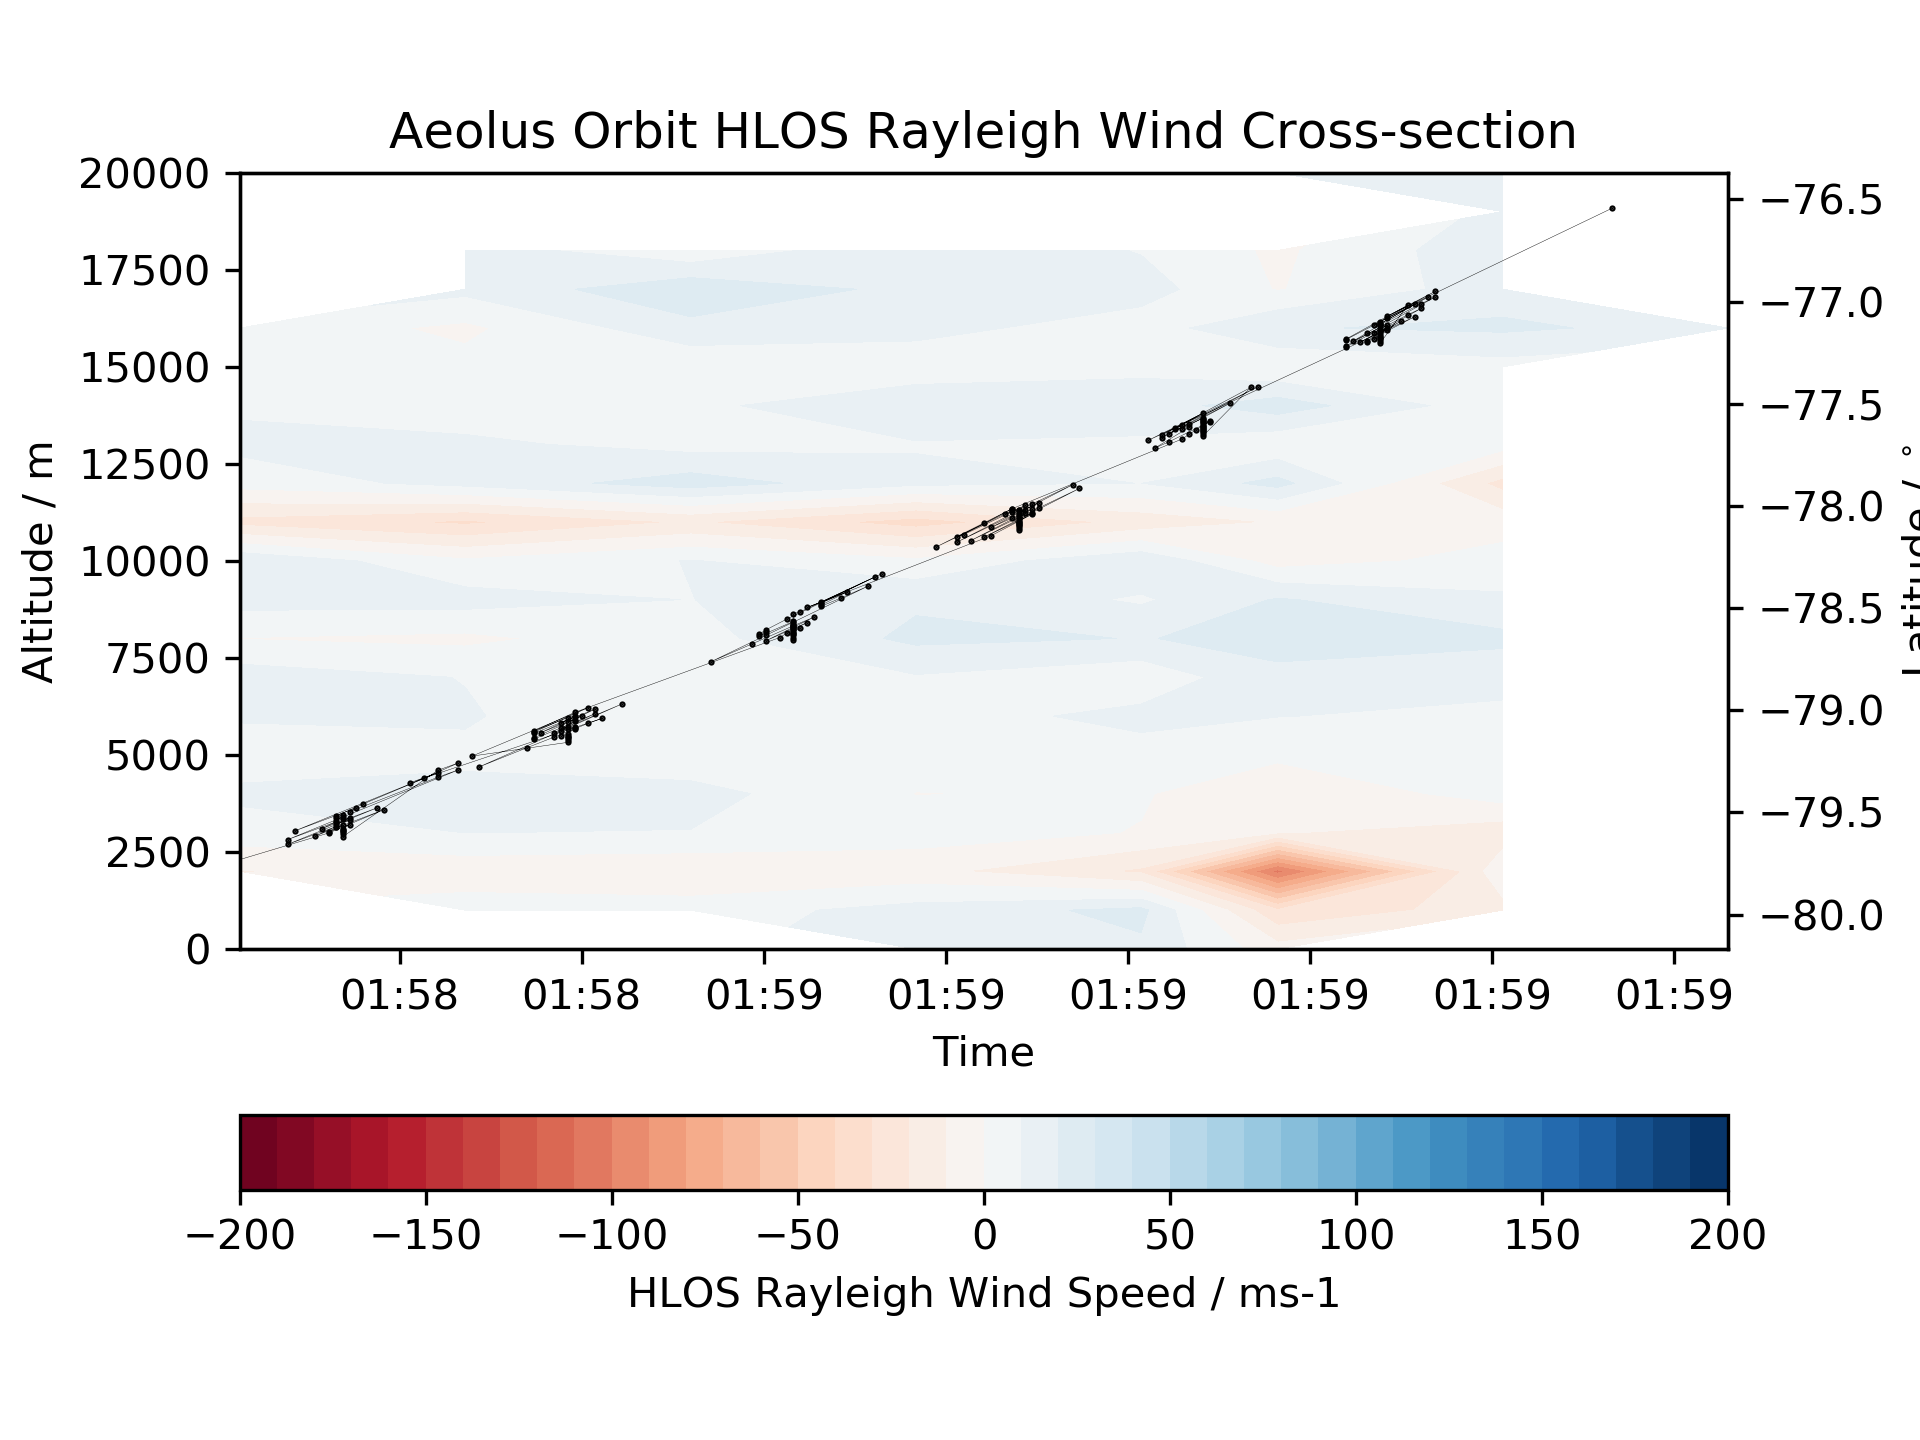 Aeolus Orbit HLOS Rayleigh Wind Cross-section
20000
17500
15000
12500
10000
7500
5000
2500
0
Altitude / m
−76.5
−77.0
−77.5
−78.0
−78.5
−79.0
−79.5
−80.0
Latitude / °
01:58 01:58 01:59 01:59 01:59 01:59 01:59 01:59
Time
−200 −150 −100 −50 0 50 100 150 200
HLOS Rayleigh Wind Speed / ms-1